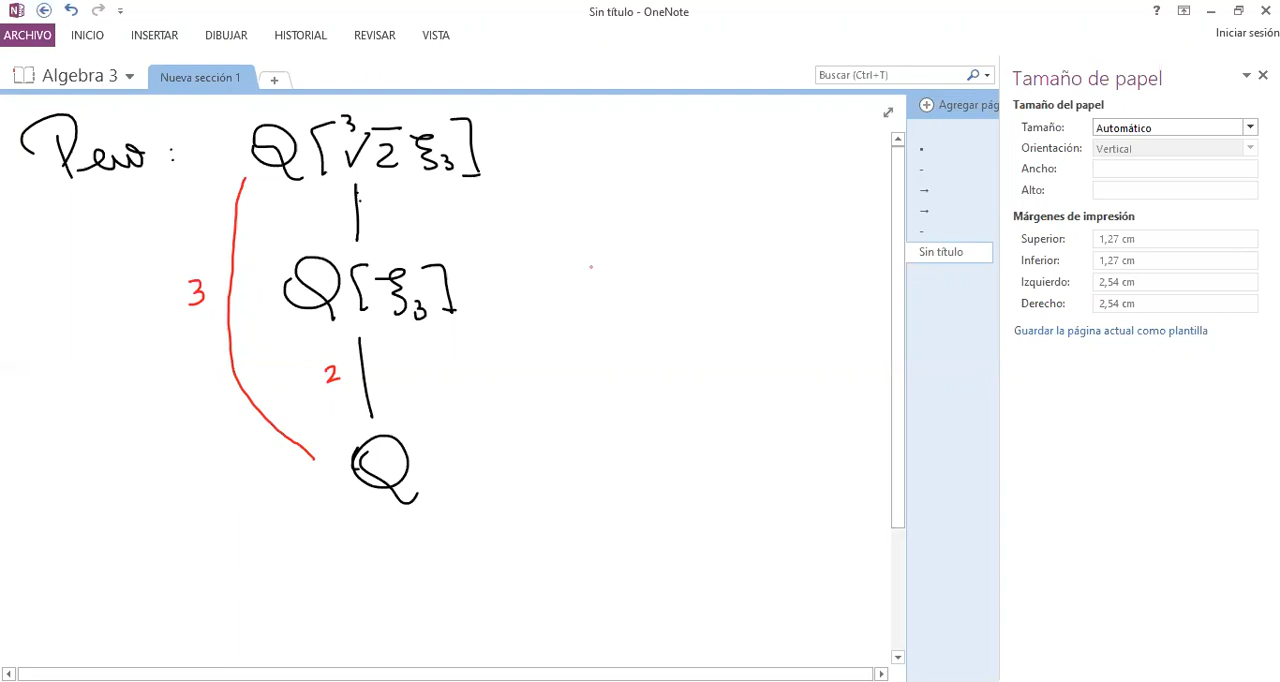 Sin título - OneNote
?
ARCHIVO INICIO INSERTAR DIBUJAR HISTORIAL REVISAR VISTA
Iniciar sesión
Algebra 3
Nueva sección 1
+
Buscar (Ctrl+T)
Agregar pág
-
→
→
-
Sin título
Pero: Q[∛2 ξ₃]
3
Q[ξ₃]
2
Q
Tamaño de papel
Tamaño del papel
Tamaño: Automático
Orientación: Vertical
Ancho:
Alto:
Márgenes de impresión
Superior: 1,27 cm
Inferior: 1,27 cm
Izquierdo: 2,54 cm
Derecho: 2,54 cm
Guardar la página actual como plantilla